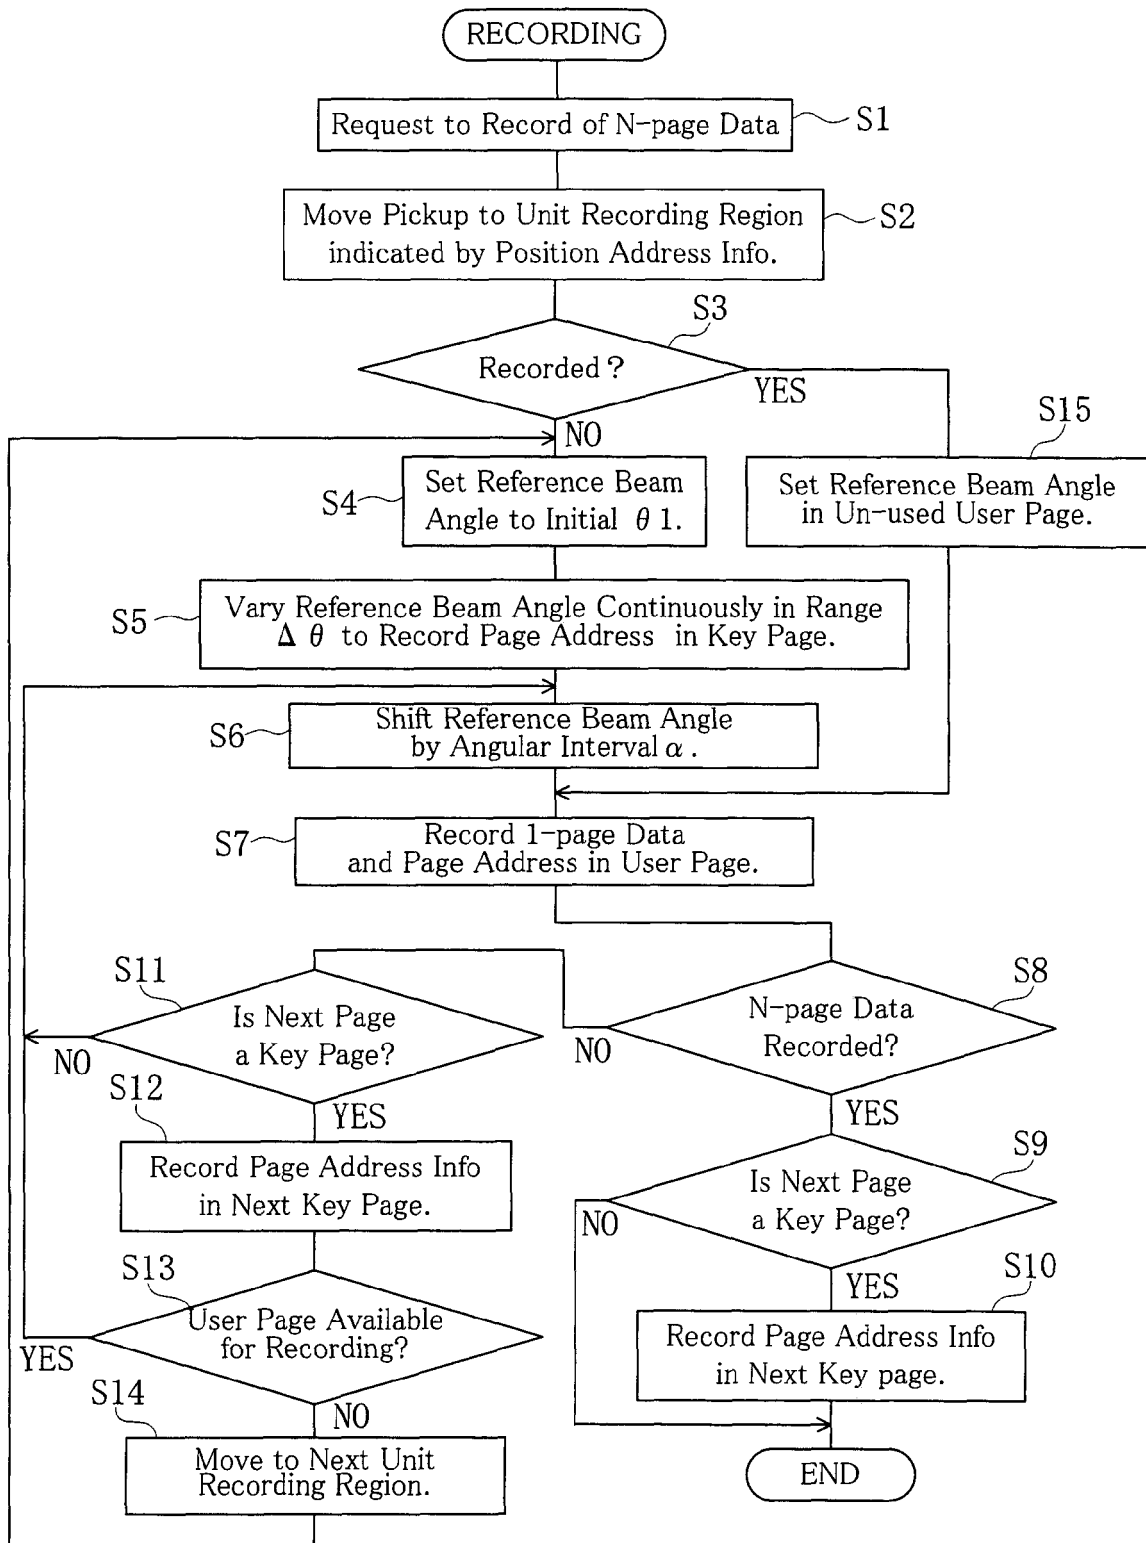 RECORDING
Request to Record of N-page Data
S1
Move Pickup to Unit Recording Region
indicated by Position Address Info.
S2
S3
Recorded?
YES
NO
S15
Set Reference Beam Angle
in Un-used User Page.
S4
Set Reference Beam
Angle to Initial θ 1.
S5
Vary Reference Beam Angle Continuously in Range
Δ θ to Record Page Address in Key Page.
S6
Shift Reference Beam Angle
by Angular Interval α .
S7
Record 1-page Data
and Page Address in User Page.
S8
N-page Data
Recorded?
NO
YES
S11
Is Next Page
a Key Page?
NO
YES
S9
Is Next Page
a Key Page?
NO
YES
S12
Record Page Address Info
in Next Key Page.
S10
Record Page Address Info
in Next Key page.
S13
User Page Available
for Recording?
YES
NO
S14
Move to Next Unit
Recording Region.
END